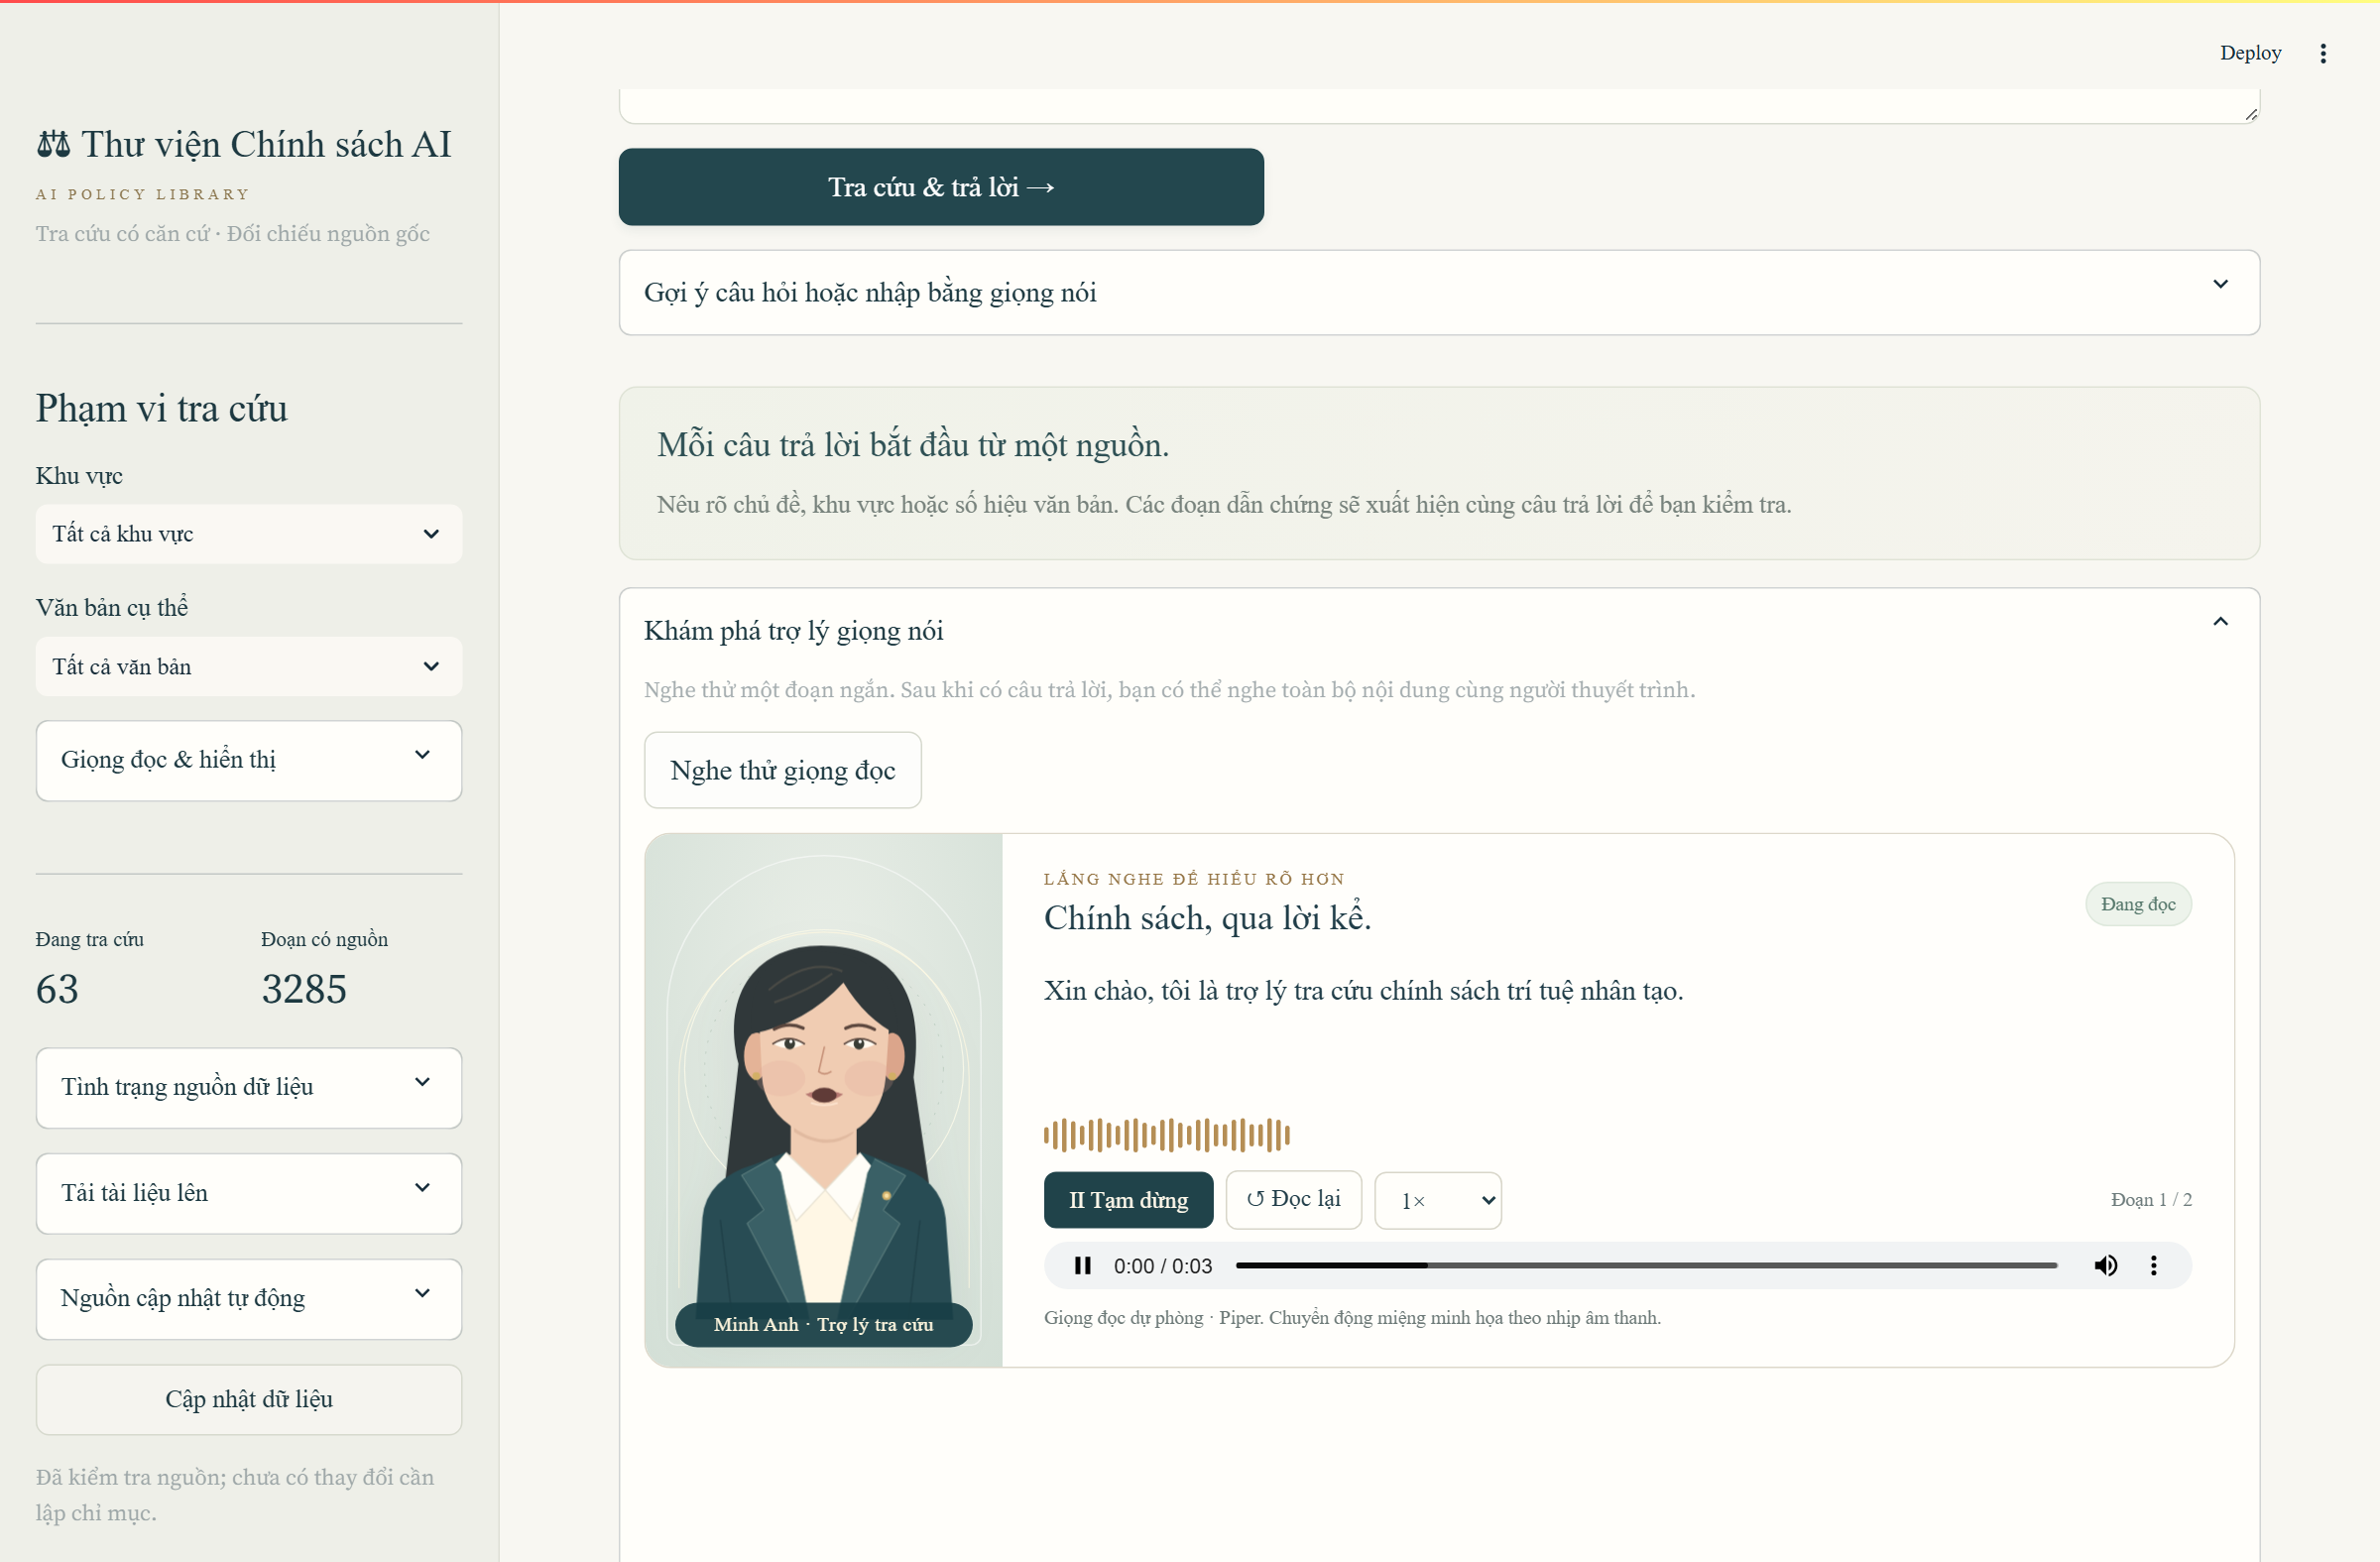 Deploy
⚖⚖ Thư viện Chính sách AI
AI POLICY LIBRARY
Tra cứu có căn cứ · Đối chiếu nguồn gốc
Phạm vi tra cứu
Khu vực
Tất cả khu vực
Văn bản cụ thể
Tất cả văn bản
Giọng đọc & hiển thị
Đang tra cứu
Đoạn có nguồn
63
3285
Tình trạng nguồn dữ liệu
Tải tài liệu lên
Nguồn cập nhật tự động
Cập nhật dữ liệu
Đã kiểm tra nguồn; chưa có thay đổi cần
lập chỉ mục.
Tra cứu & trả lời →
Gợi ý câu hỏi hoặc nhập bằng giọng nói
Mỗi câu trả lời bắt đầu từ một nguồn.
Nêu rõ chủ đề, khu vực hoặc số hiệu văn bản. Các đoạn dẫn chứng sẽ xuất hiện cùng câu trả lời để bạn kiểm tra.
Khám phá trợ lý giọng nói
Nghe thử một đoạn ngắn. Sau khi có câu trả lời, bạn có thể nghe toàn bộ nội dung cùng người thuyết trình.
Nghe thử giọng đọc
LẮNG NGHE ĐỂ HIỂU RÕ HƠN
Chính sách, qua lời kể.
Đang đọc
Xin chào, tôi là trợ lý tra cứu chính sách trí tuệ nhân tạo.
II Tạm dừng
↺ Đọc lại
1×
Đoạn 1 / 2
0:00 / 0:03
Giọng đọc dự phòng · Piper. Chuyển động miệng minh họa theo nhịp âm thanh.
Minh Anh · Trợ lý tra cứu